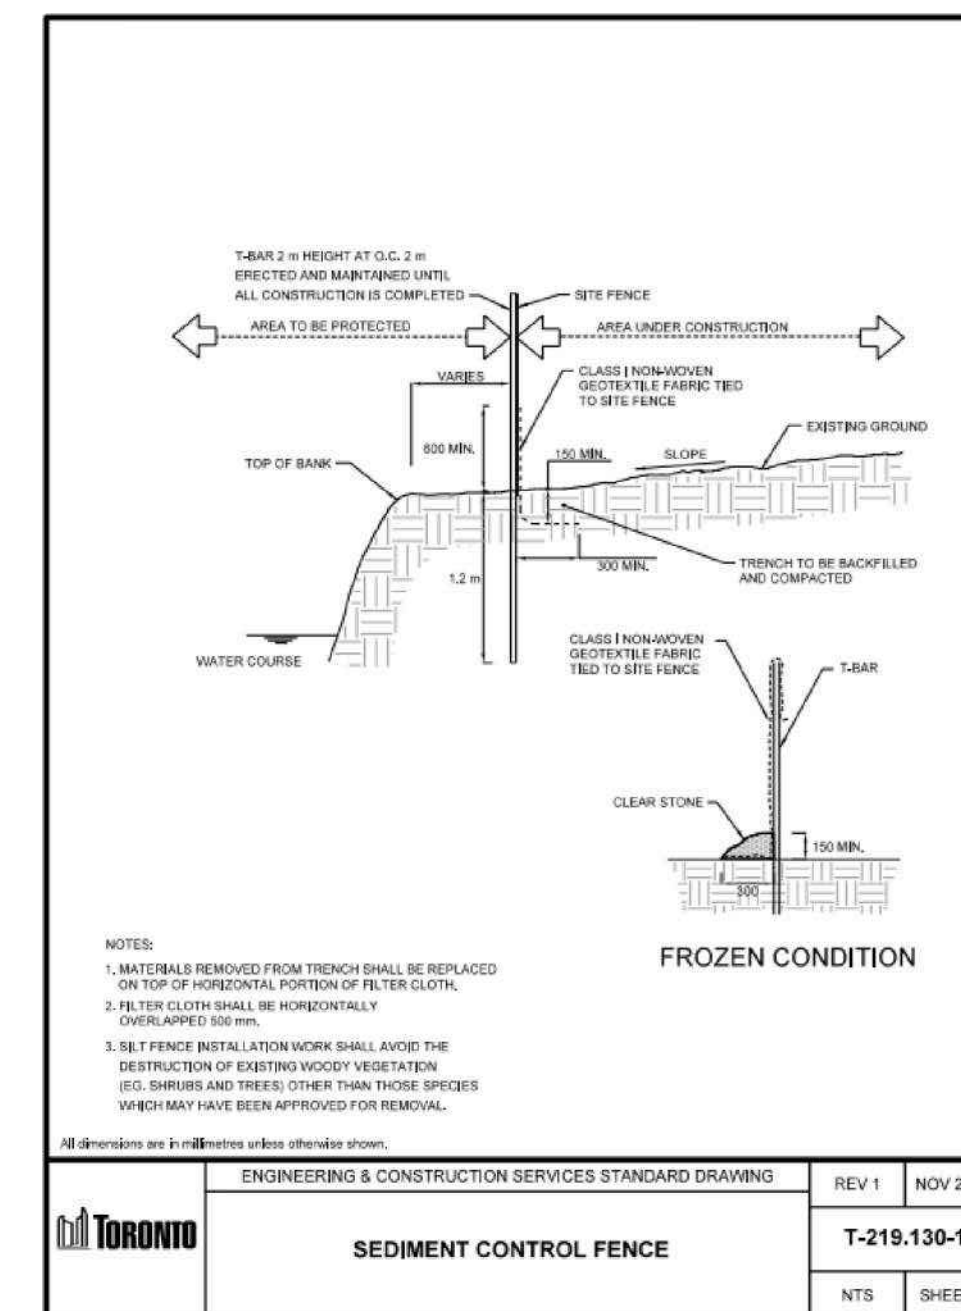 T-BAR 2 m HEIGHT AT O.C. 2 m
ERECTED AND MAINTAINED UNTIL
ALL CONSTRUCTION IS COMPLETED
SITE FENCE
AREA TO BE PROTECTED
AREA UNDER CONSTRUCTION
VARIES
CLASS I NON-WOVEN
GEOTEXTILE FABRIC TIED
TO SITE FENCE
EXISTING GROUND
600 MIN.
150 MIN.
SLOPE
TOP OF BANK
300 MIN.
TRENCH TO BE BACKFILLED
AND COMPACTED
1.2 m
WATER COURSE
CLASS I NON-WOVEN
GEOTEXTILE FABRIC
TIED TO SITE FENCE
T-BAR
CLEAR STONE
150 MIN.
300
FROZEN CONDITION
NOTES:
1. MATERIALS REMOVED FROM TRENCH SHALL BE REPLACED
ON TOP OF HORIZONTAL PORTION OF FILTER CLOTH.
2. FILTER CLOTH SHALL BE HORIZONTALLY
OVERLAPPED 500 mm.
3. SILT FENCE INSTALLATION WORK SHALL AVOID THE
DESTRUCTION OF EXISTING WOODY VEGETATION
(EG. SHRUBS AND TREES) OTHER THAN THOSE SPECIES
WHICH MAY HAVE BEEN APPROVED FOR REMOVAL.
All dimensions are in millimetres unless otherwise shown.
ENGINEERING & CONSTRUCTION SERVICES STANDARD DRAWING
REV 1
NOV 2
TORONTO
SEDIMENT CONTROL FENCE
T-219.130-1
NTS
SHEE